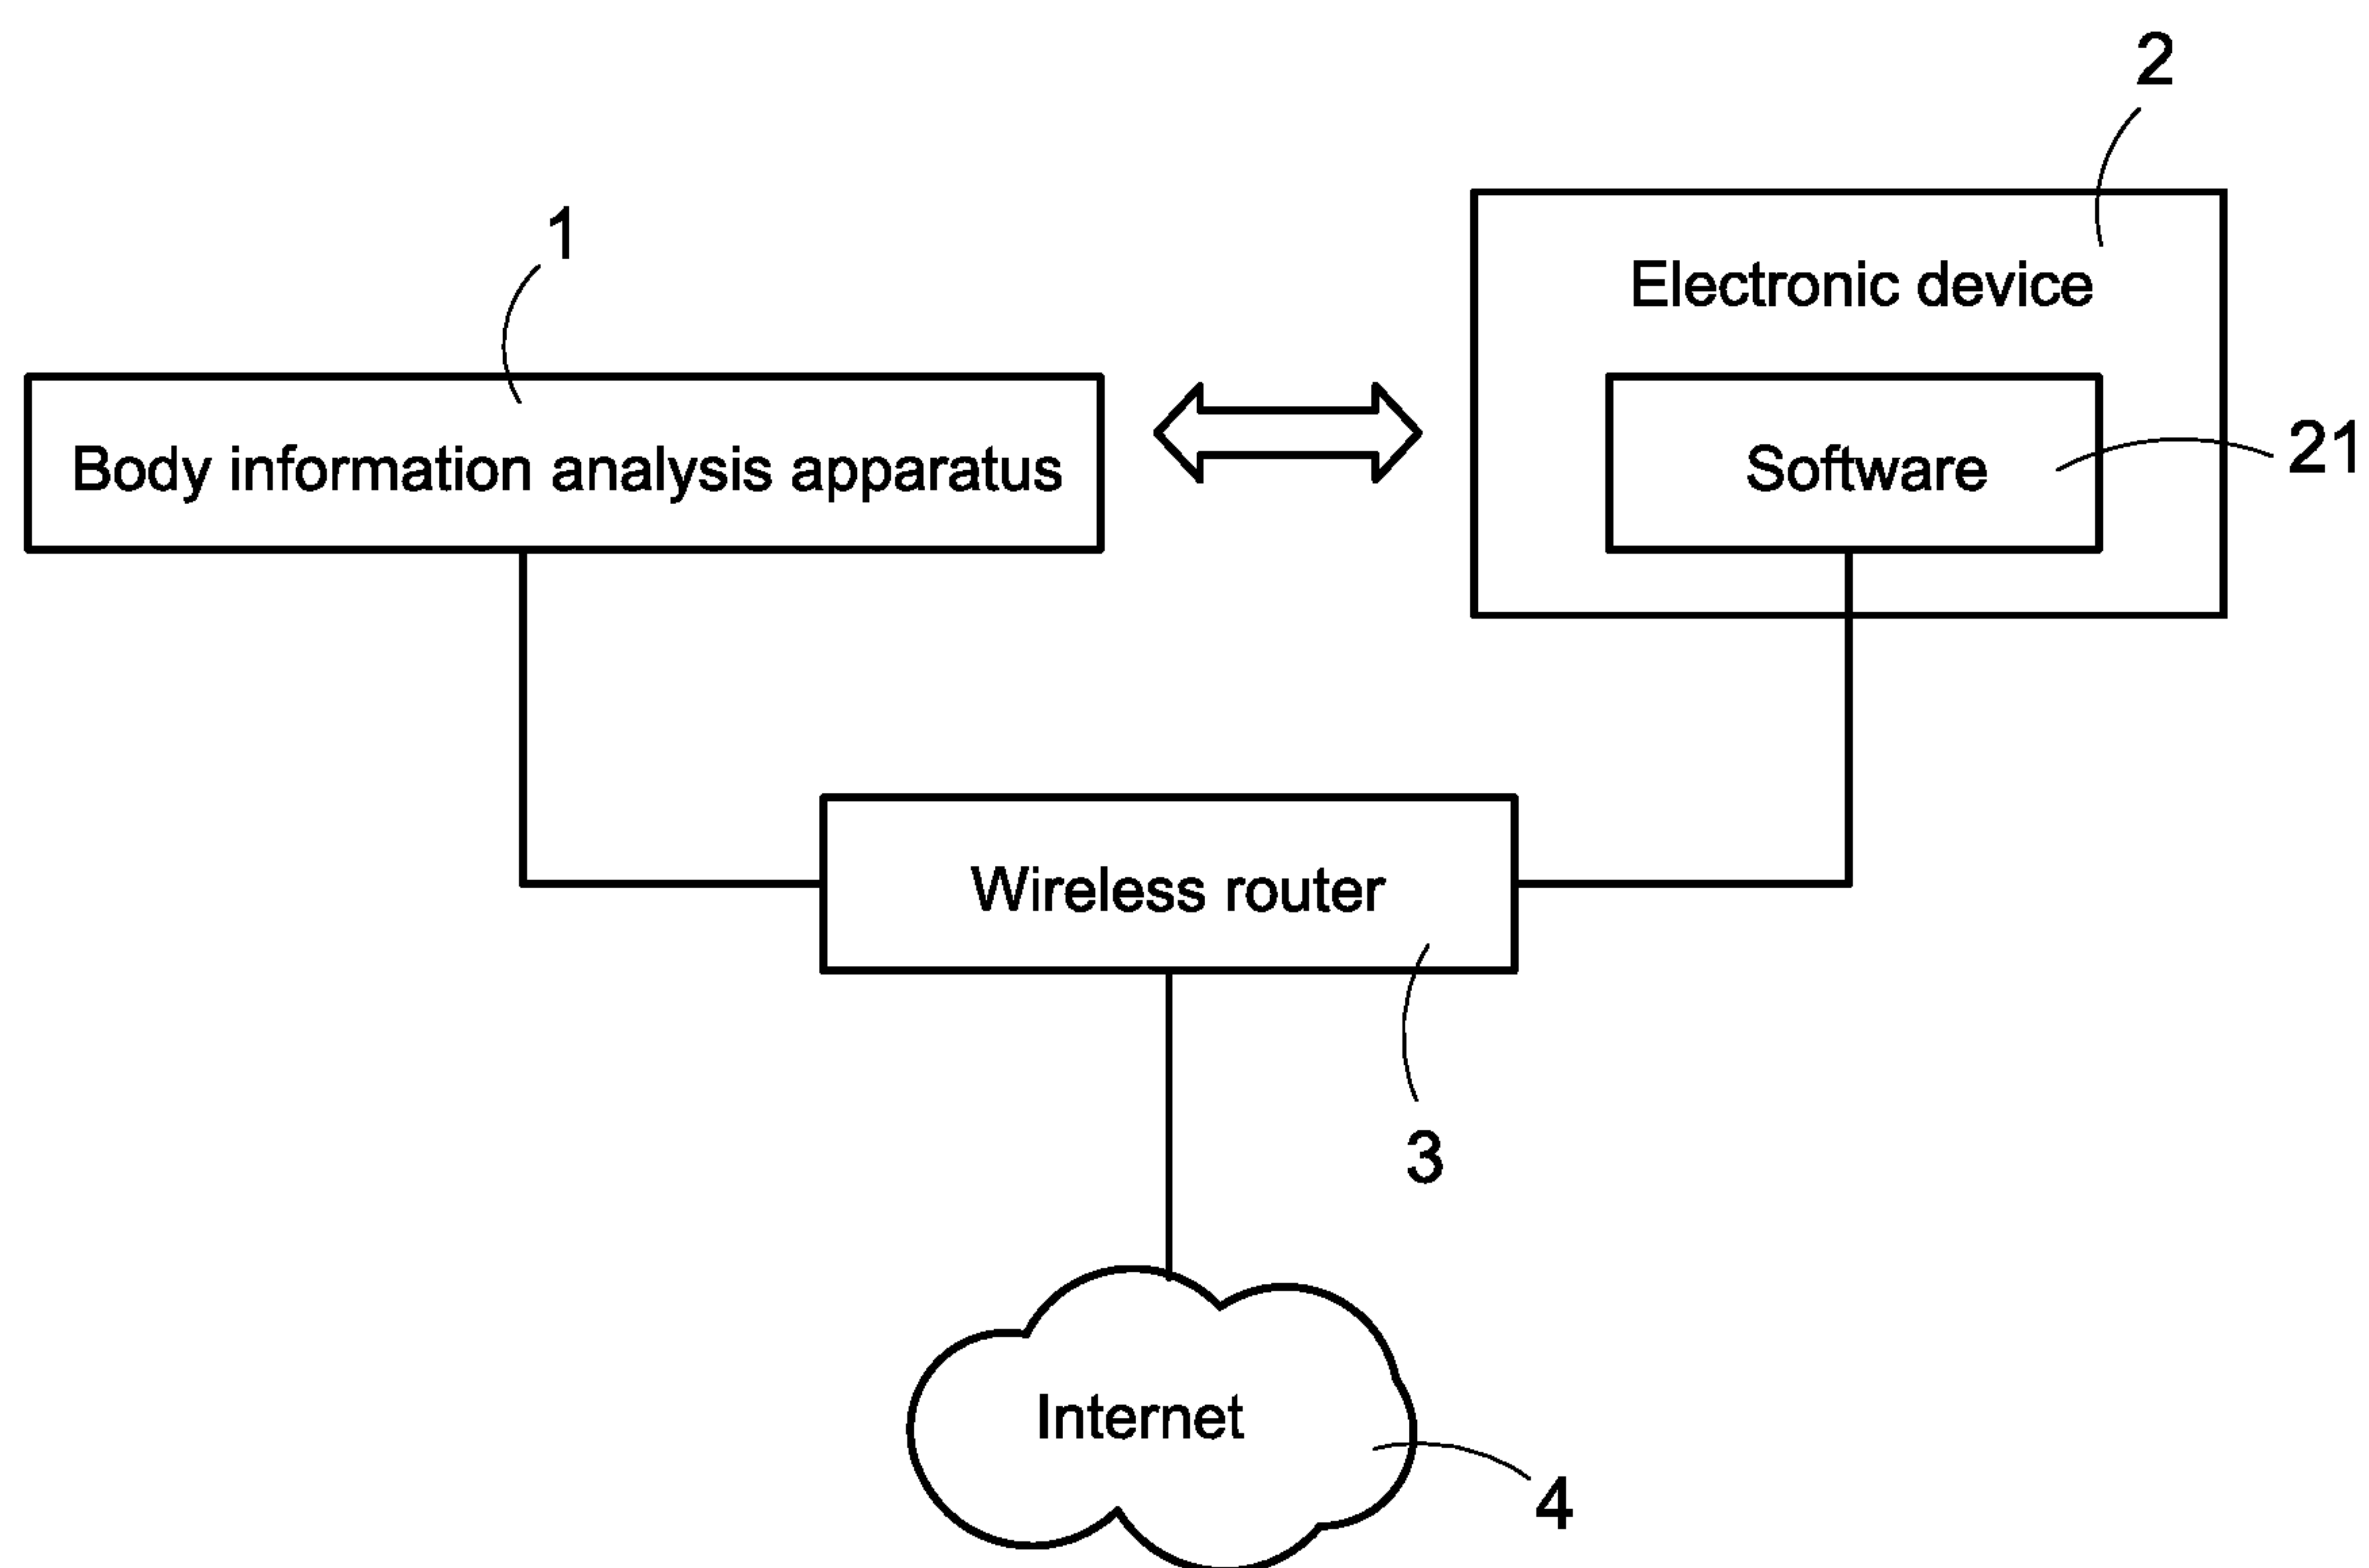 2
1
Electronic device
Body information analysis apparatus
Software
21
Wireless router
3
Internet
4